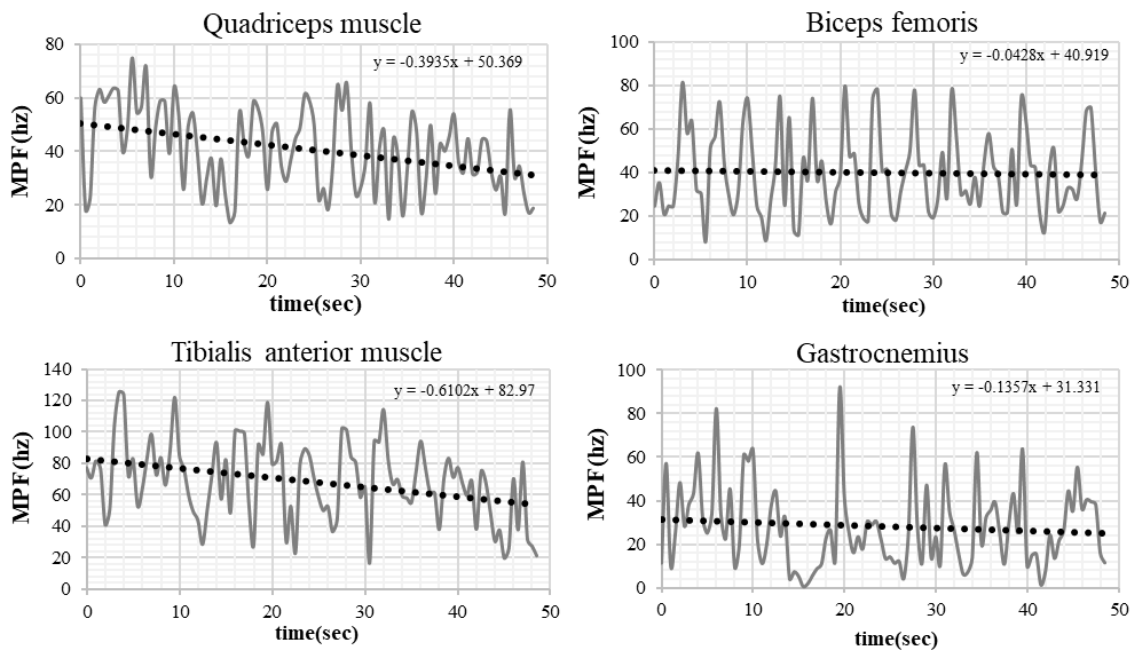 Quadriceps muscle
80
60
40
20
0
MPF(hz)
y = -0.3935x + 50.369
0 10 20 30 40 50
time(sec)
Biceps femoris
100
80
60
40
20
0
MPF(hz)
y = -0.0428x + 40.919
0 10 20 30 40 50
time(sec)
Tibialis anterior muscle
140
120
100
80
60
40
20
0
MPF(hz)
y = -0.6102x + 82.97
0 10 20 30 40 50
time(sec)
Gastrocnemius
100
80
60
40
20
0
MPF(hz)
y = -0.1357x + 31.331
0 10 20 30 40 50
time(sec)